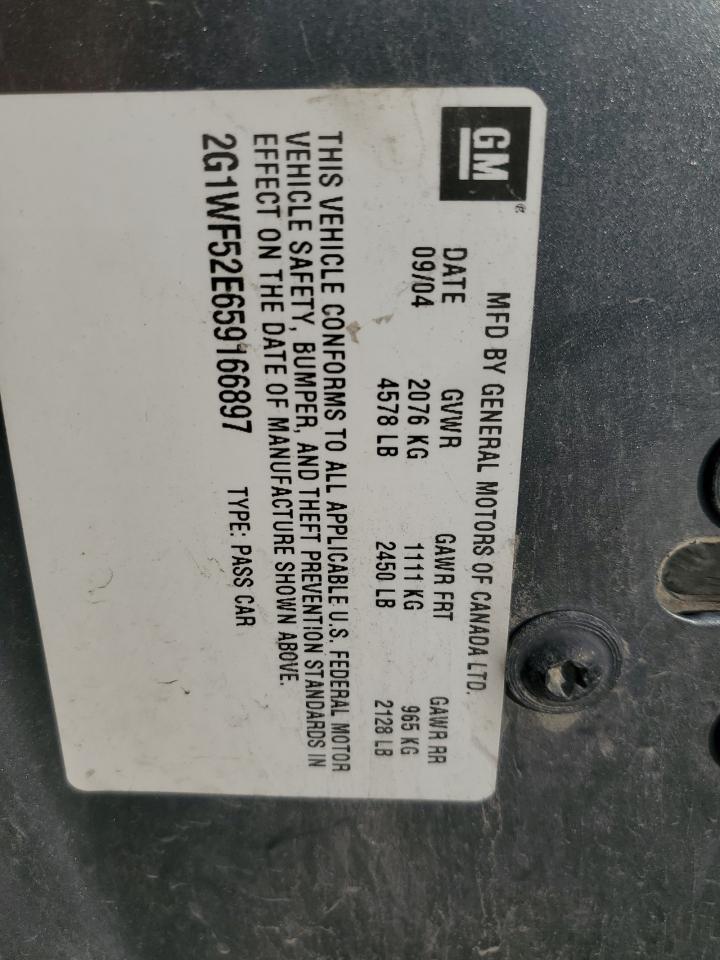 GM®
MFD BY GENERAL MOTORS OF CANADA LTD.
DATE GVWR GAWR FRT GAWR RR
09/04 2076 KG 1111 KG 965 KG
4578 LB 2450 LB 2128 LB
THIS VEHICLE CONFORMS TO ALL APPLICABLE U.S. FEDERAL MOTOR
VEHICLE SAFETY, BUMPER, AND THEFT PREVENTION STANDARDS IN
EFFECT ON THE DATE OF MANUFACTURE SHOWN ABOVE.
2G1WF52E659166897 TYPE: PASS CAR